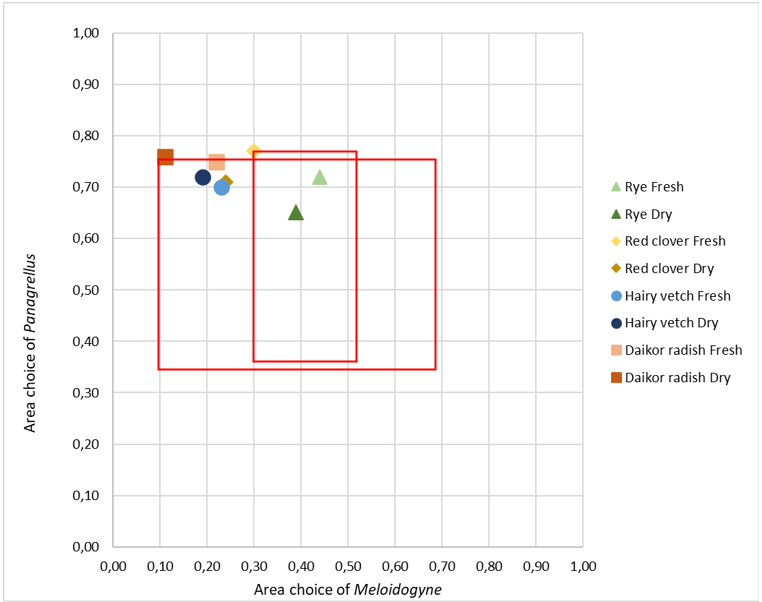 1,00
0,90
0,80
0,70
0,60
0,50
0,40
0,30
0,20
0,10
0,00
Area choice of Panagrellus
0,00 0,10 0,20 0,30 0,40 0,50 0,60 0,70 0,80 0,90 1,00
Area choice of Meloidogyne
Rye Fresh
Rye Dry
Red clover Fresh
Red clover Dry
Hairy vetch Fresh
Hairy vetch Dry
Daikor radish Fresh
Daikor radish Dry